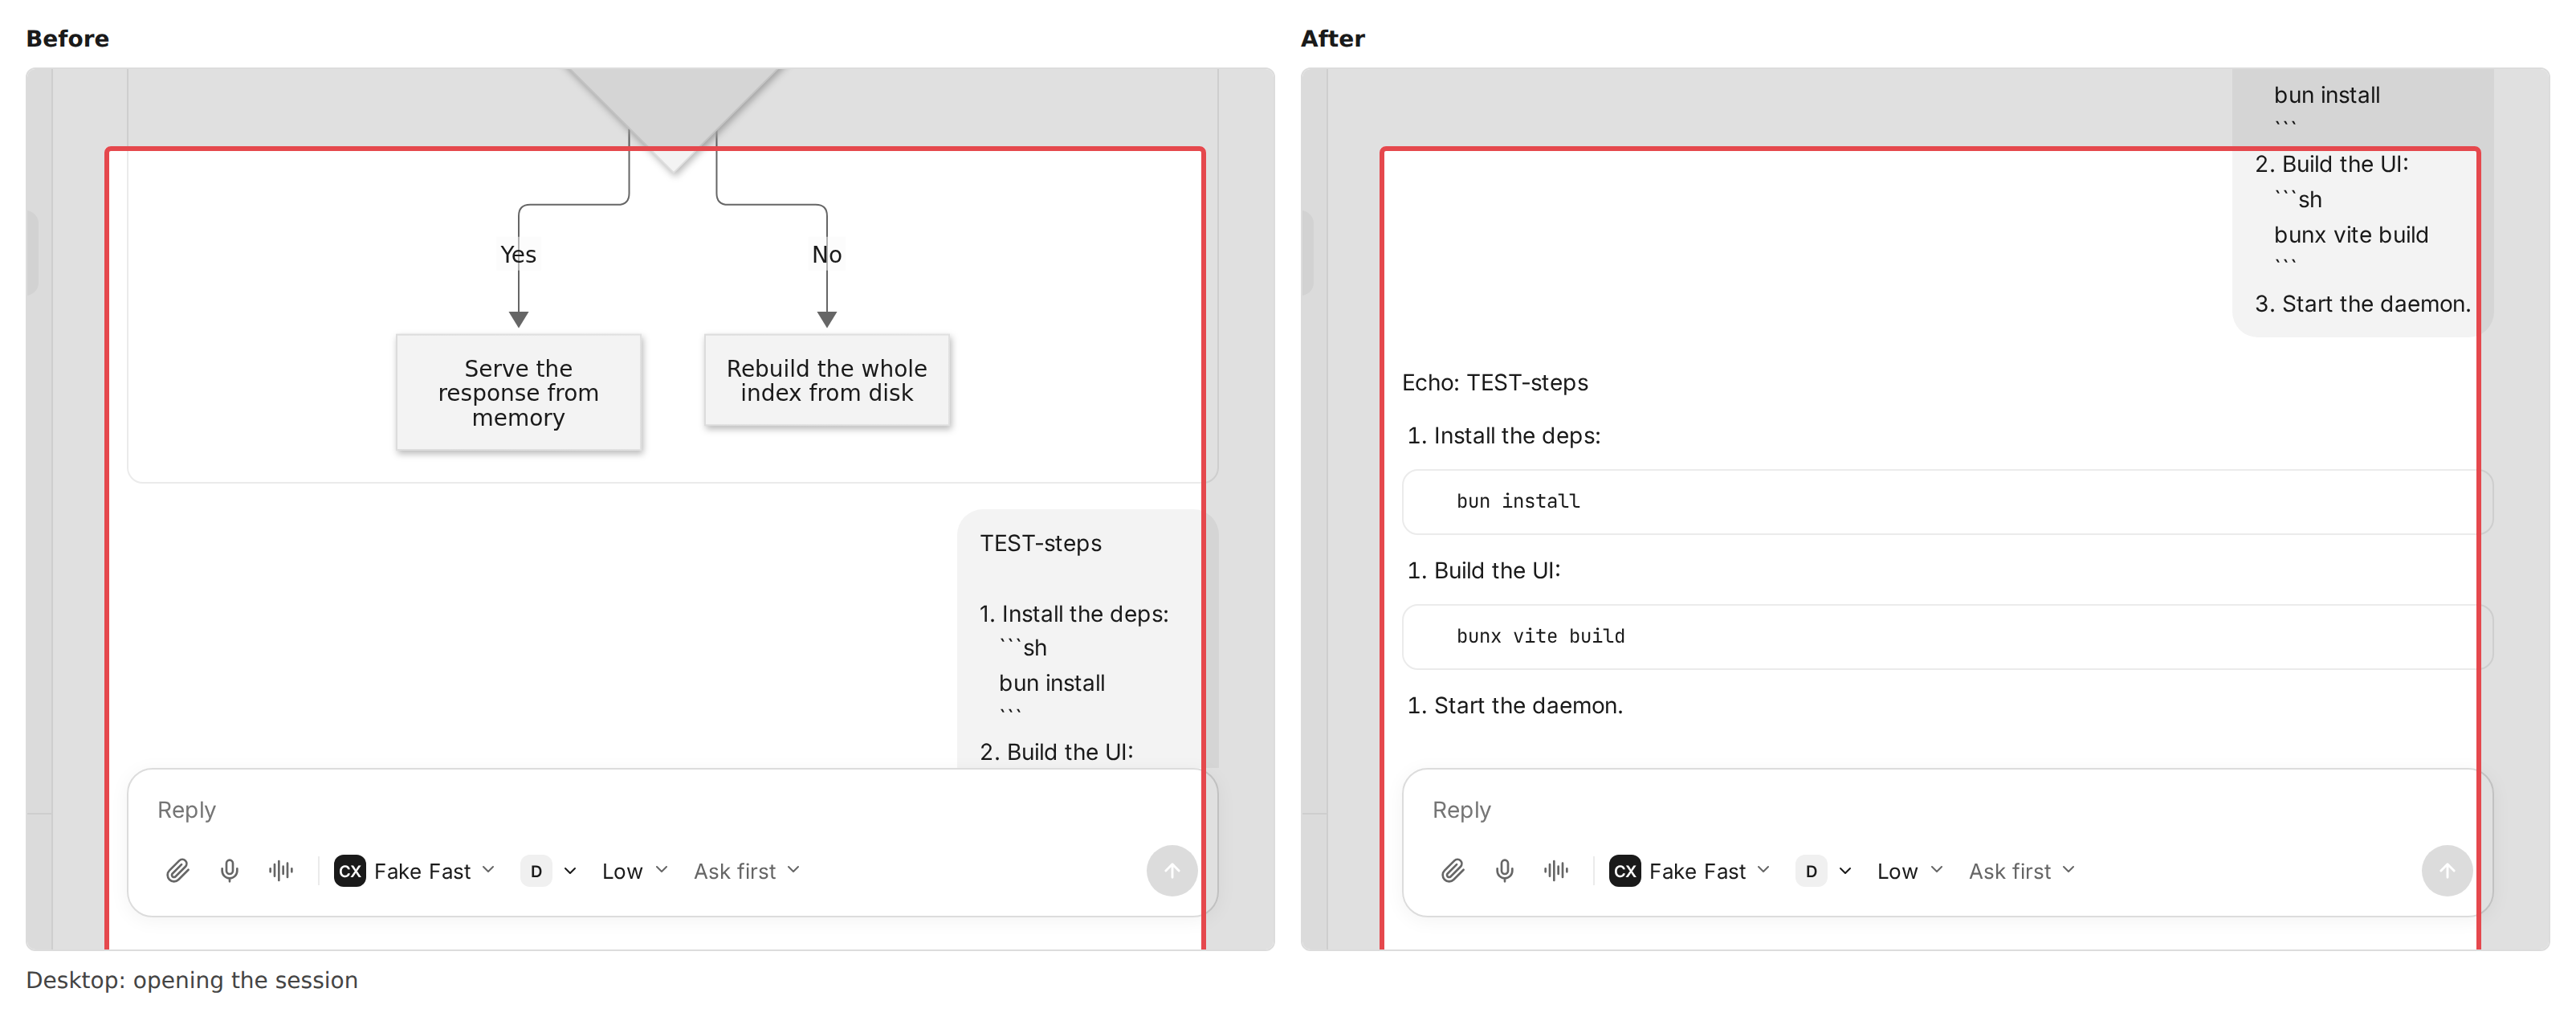 Before
Yes
No
Serve the
response from
memory
Rebuild the whole
index from disk
TEST-steps
1. Install the deps:
```sh
bun install
```
2. Build the UI:
Reply
CX Fake Fast
D
Low
Ask first
After
bun install
```
2. Build the UI:
```sh
bunx vite build
```
3. Start the daemon.
Echo: TEST-steps
1. Install the deps:
bun install
1. Build the UI:
bunx vite build
1. Start the daemon.
Reply
CX Fake Fast
D
Low
Ask first
Desktop: opening the session